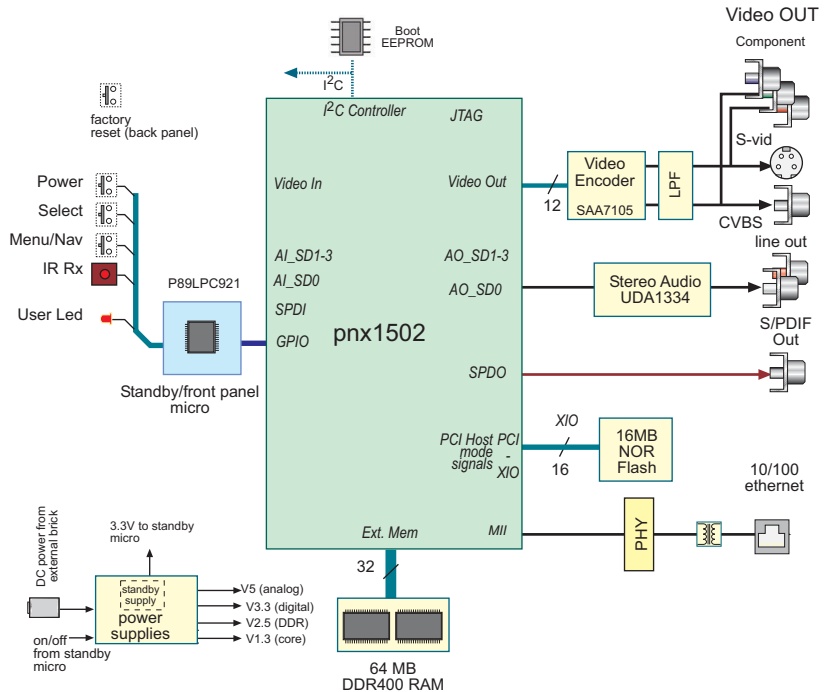 Video OUT
Component
Boot
EEPROM
I2C
I2C Controller
JTAG
factory
reset (back panel)
S-vid
Power
Select
Menu/Nav
IR Rx
User Led
Video In
Video Out
12
Video
Encoder
SAA7105
LPF
CVBS
line out
P89LPC921
AI_SD1-3
AI_SD0
SPDI
GPIO
AO_SD1-3
AO_SD0
Stereo Audio
UDA1334
pnx1502
S/PDIF
Out
Standby/front panel
micro
SPDO
PCI Host PCI
mode -
signals XIO
XIO
16
16MB
NOR
Flash
10/100
ethernet
MII
PHY
Ext. Mem
32
64 MB
DDR400 RAM
DC power from
external brick
3.3V to standby
micro
standby
supply
power
supplies
V5 (analog)
V3.3 (digital)
V2.5 (DDR)
V1.3 (core)
on/off
from standby
micro